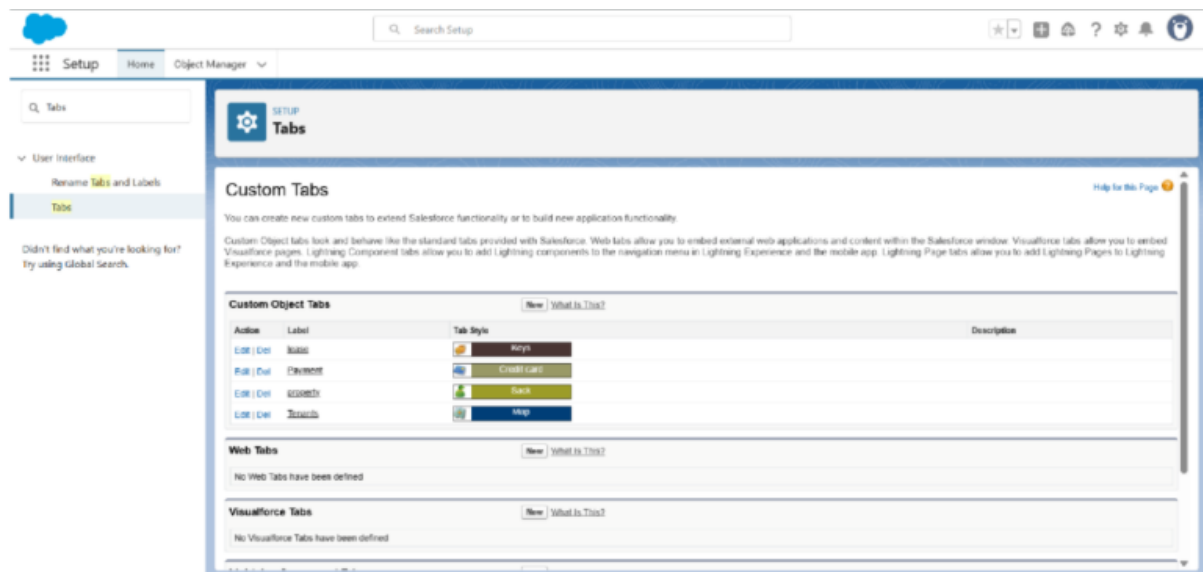 Search Setup
Setup
Home
Object Manager
Tabs
User Interface
Rename Tabs and Labels
Tabs
Didn't find what you're looking for?
Try using Global Search.
SETUP
Tabs
Custom Tabs
Help for this Page
You can create new custom tabs to extend Salesforce functionality or to build new application functionality.
Custom Object tabs look and behave like the standard tabs provided with Salesforce. Web tabs allow you to embed external web applications and content within the Salesforce window. Visualforce tabs allow you to embed
Visualforce pages. Lightning Component tabs allow you to add Lightning components to the navigation menu in Lightning Experience and the mobile app. Lightning Page tabs allow you to add Lightning Pages to Lightning
Experience and the mobile app.
Custom Object Tabs New What Is This?
Action Label Tab Style Description
Edit | Del lease Keys
Edit | Del Payment Credit card
Edit | Del property Sack
Edit | Del Tenants Map
Web Tabs New What Is This?
No Web Tabs have been defined
Visualforce Tabs New What Is This?
No Visualforce Tabs have been defined